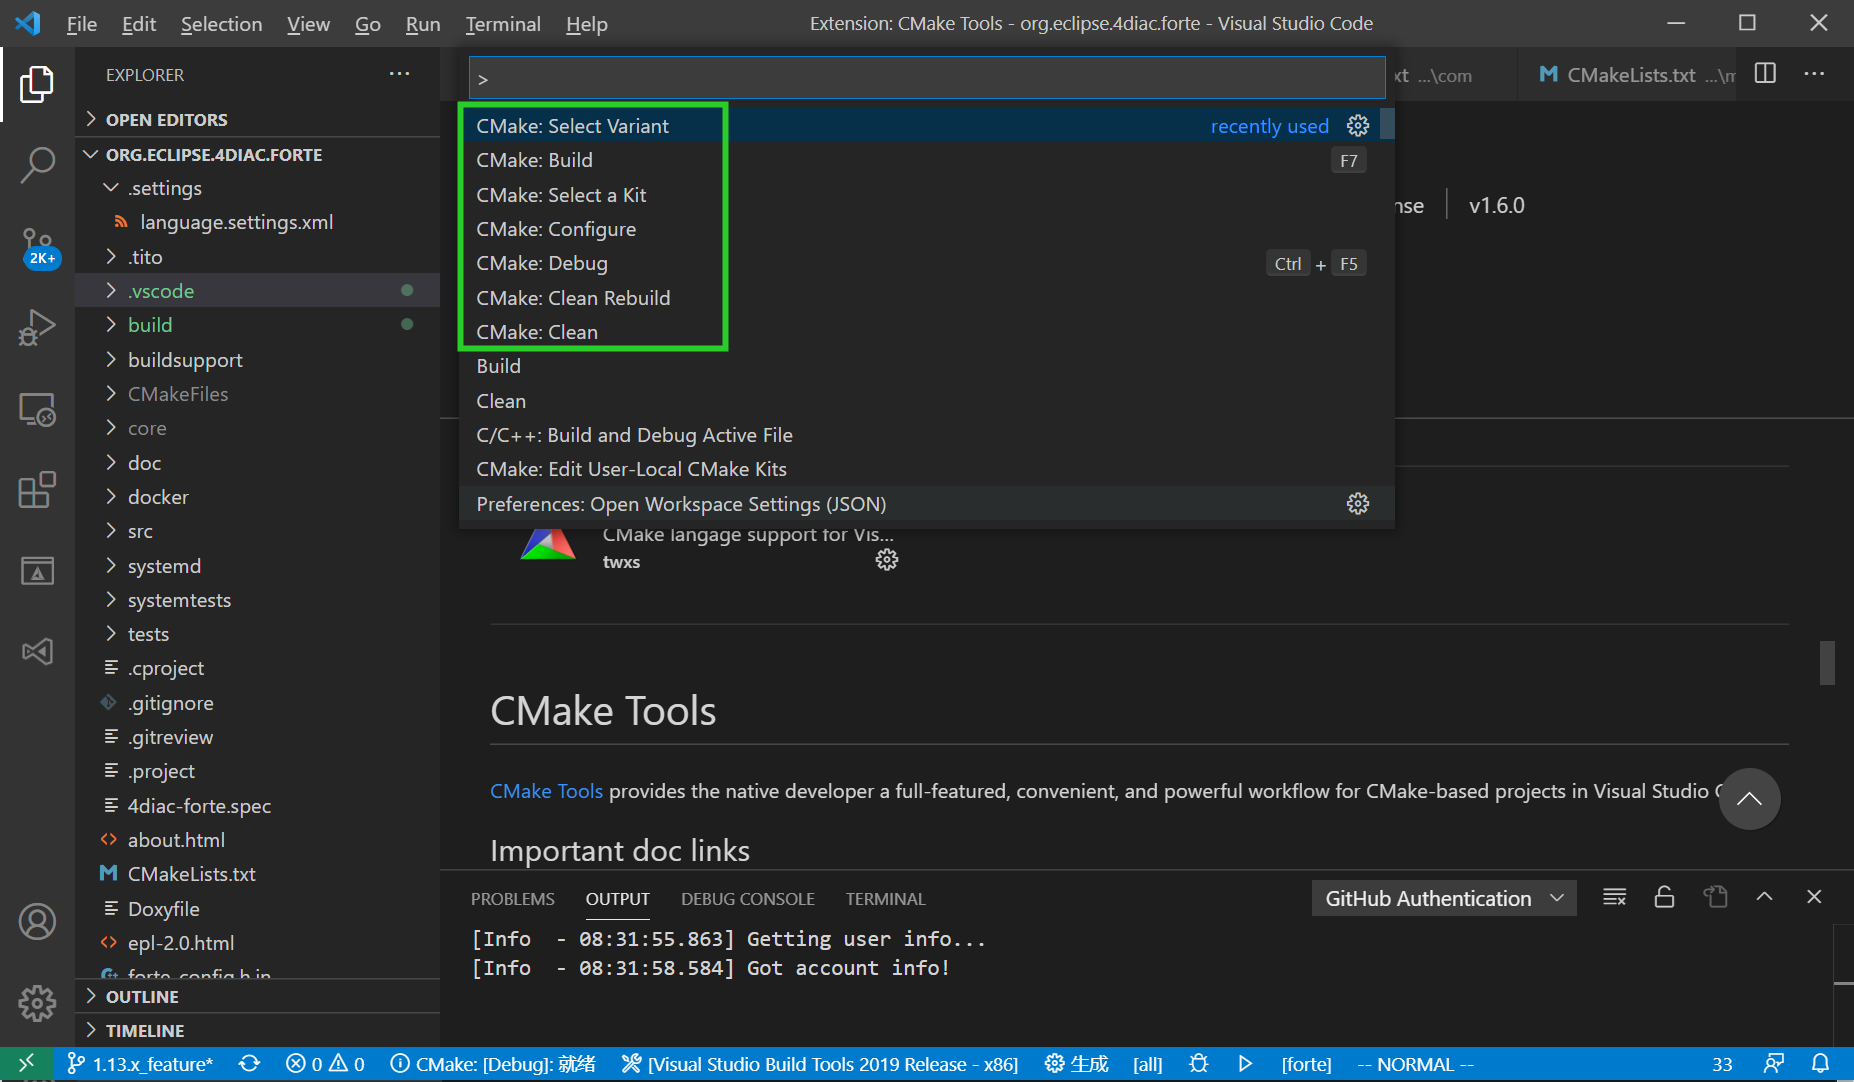 File Edit Selection View Go Run Terminal Help
Extension: CMake Tools - org.eclipse.4diac.forte - Visual Studio Code
EXPLORER
OPEN EDITORS
ORG.ECLIPSE.4DIAC.FORTE
.settings
language.settings.xml
.tito
.vscode
build
buildsupport
CMakeFiles
core
doc
docker
src
systemd
systemtests
tests
.cproject
.gitignore
.gitreview
.project
4diac-forte.spec
about.html
CMakeLists.txt
Doxyfile
epl-2.0.html
forte_config.h.in
OUTLINE
TIMELINE
2K+
>
xt ...\com
CMakeLists.txt ...\m
CMake: Select Variant recently used
CMake: Build F7
CMake: Select a Kit
CMake: Configure
CMake: Debug Ctrl + F5
CMake: Clean Rebuild
CMake: Clean
Build
Clean
C/C++: Build and Debug Active File
CMake: Edit User-Local CMake Kits
Preferences: Open Workspace Settings (JSON)
nse v1.6.0
CMake langage support for Vis...
twxs
CMake Tools
CMake Tools provides the native developer a full-featured, convenient, and powerful workflow for CMake-based projects in Visual Studio
Important doc links
PROBLEMS OUTPUT DEBUG CONSOLE TERMINAL
GitHub Authentication
[Info  - 08:31:55.863] Getting user info...
[Info  - 08:31:58.584] Got account info!
1.13.x_feature* 0 0 CMake: [Debug]: 就绪 [Visual Studio Build Tools 2019 Release - x86] 生成 [all] [forte] -- NORMAL -- 33